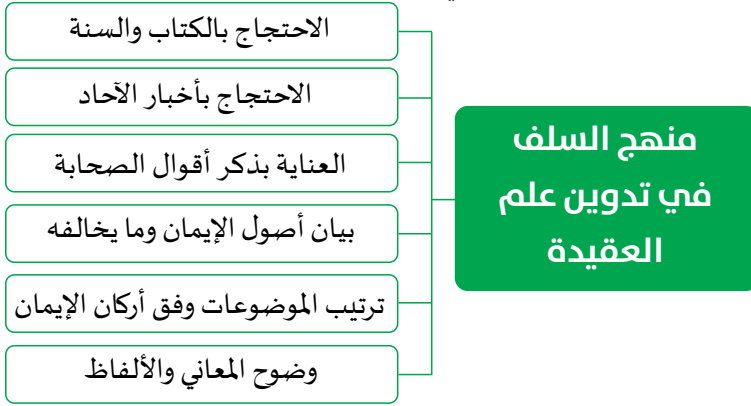 منهج السلف
في تدوين علم
العقيدة
الاحتجاج بالكتاب والسنة
الاحتجاج بأخبار الآحاد
العناية بذكر أقوال الصحابة
بيان أصول الإيمان وما يخالفه
ترتيب الموضوعات وفق أركان الإيمان
وضوح المعاني والألفاظ